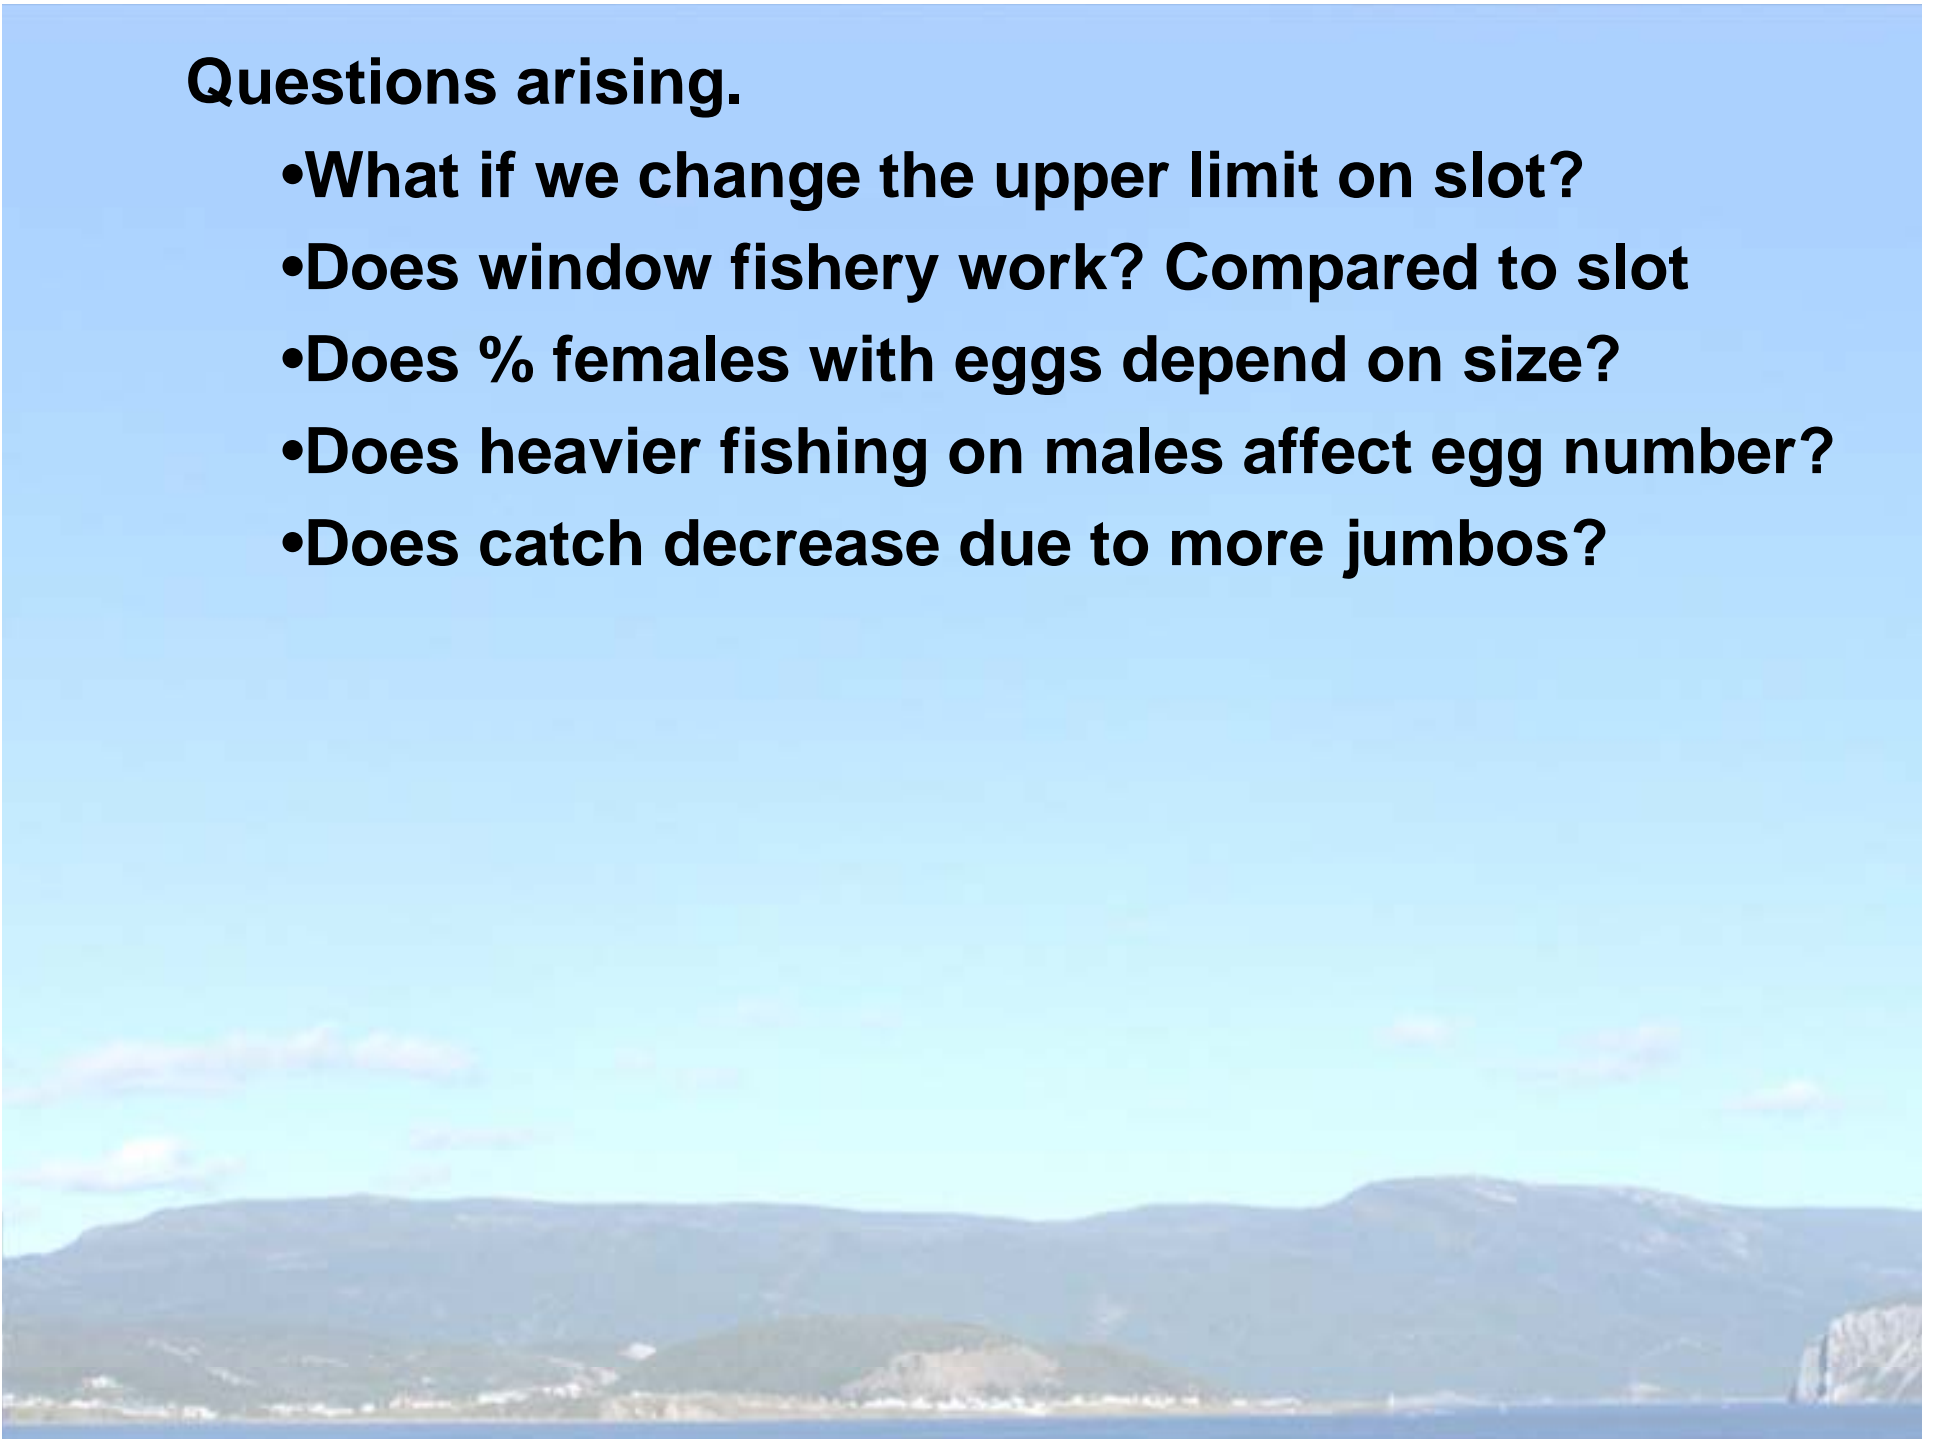 Questions arising.
•What if we change the upper limit on slot?
•Does window fishery work? Compared to slot
•Does % females with eggs depend on size?
•Does heavier fishing on males affect egg number?
•Does catch decrease due to more jumbos?